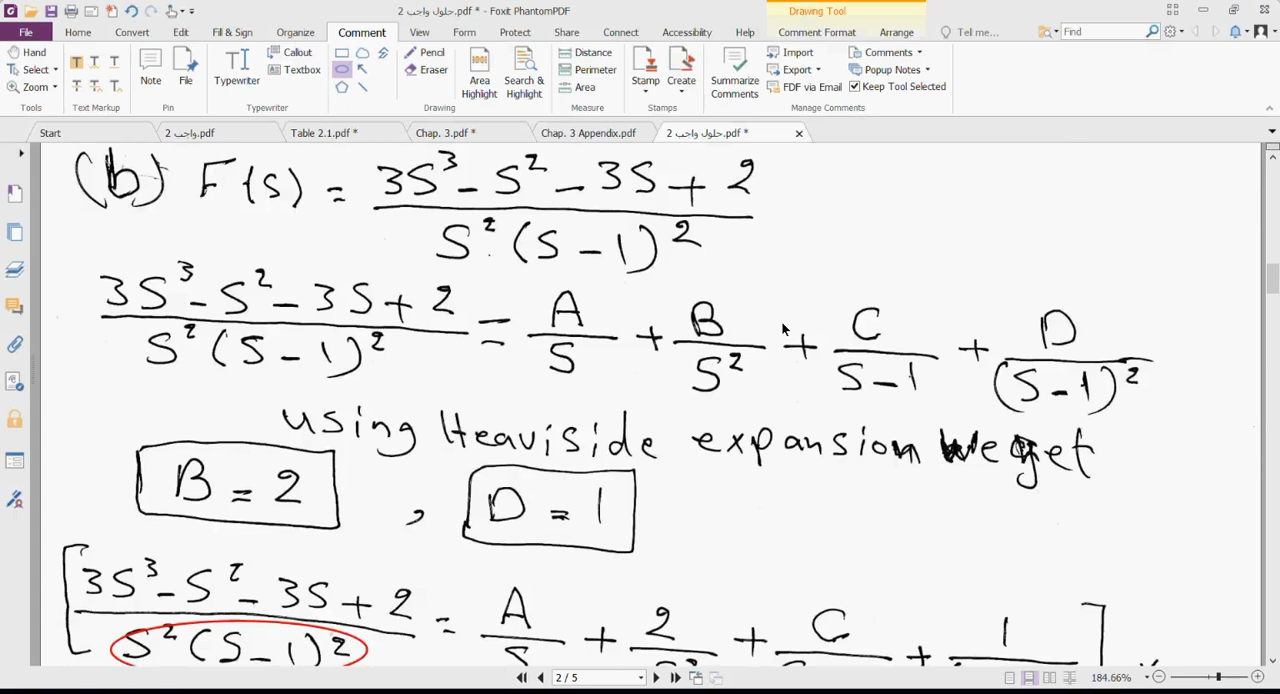 حلول واجب 2.pdf * - Foxit PhantomPDF
Drawing Tool
File Home Convert Edit Fill & Sign Organize Comment View Form Protect Share Connect Accessibility Help Comment Format Arrange Tell me... Find
Hand Select Zoom
Tools
T T T T T T
Text Markup
Note File
Pin
Typewriter Callout Textbox
Typewriter
Pencil Eraser Area Highlight Search & Highlight
Drawing
Distance Perimeter Area
Measure
Stamp Create
Stamps
Summarize Comments Import Export FDF via Email Comments Popup Notes Keep Tool Selected
Manage Comments
Start واجب 2.pdf Table 2.1.pdf * Chap. 3.pdf * Chap. 3 Appendix.pdf حلول واجب 2.pdf *
(b) F(S) = 3S³ - S² - 3S + 2 / S² (S - 1)²
3S³ - S² - 3S + 2 / S² (S - 1)² = A / S + B / S² + C / S - 1 + D / (S - 1)²
using Heaviside expansion we get
B = 2 , D = 1
[ 3S³ - S² - 3S + 2 / S² (S - 1)² = A / S + 2 / S² + C + 1 ]
2 / 5 184.66%